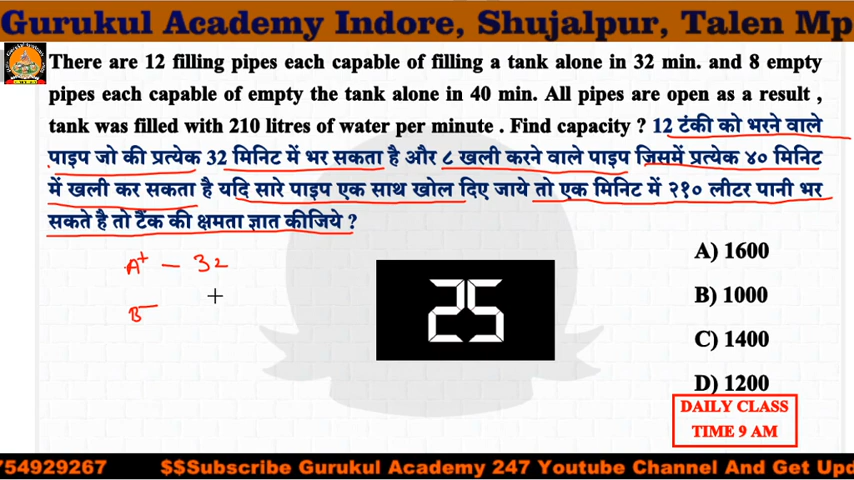 Gurukul Academy Indore, Shujalpur, Talen Mp
There are 12 filling pipes each capable of filling a tank alone in 32 min. and 8 empty
pipes each capable of empty the tank alone in 40 min. All pipes are open as a result ,
tank was filled with 210 litres of water per minute . Find capacity ? 12 टंकी को भरने वाले
पाइप जो की प्रत्येक 32 मिनिट में भर सकता है और ८ खली करने वाले पाइप जिसमें प्रत्येक ४० मिनिट
में खली कर सकता है यदि सारे पाइप एक साथ खोल दिए जाये तो एक मिनिट में २१० लीटर पानी भर
सकते है तो टैंक की क्षमता ज्ञात कीजिये ?
A+ — 32
B-
25
A) 1600
B) 1000
C) 1400
D) 1200
DAILY CLASS
TIME 9 AM
754929267 $$Subscribe Gurukul Academy 247 Youtube Channel And Get Upd